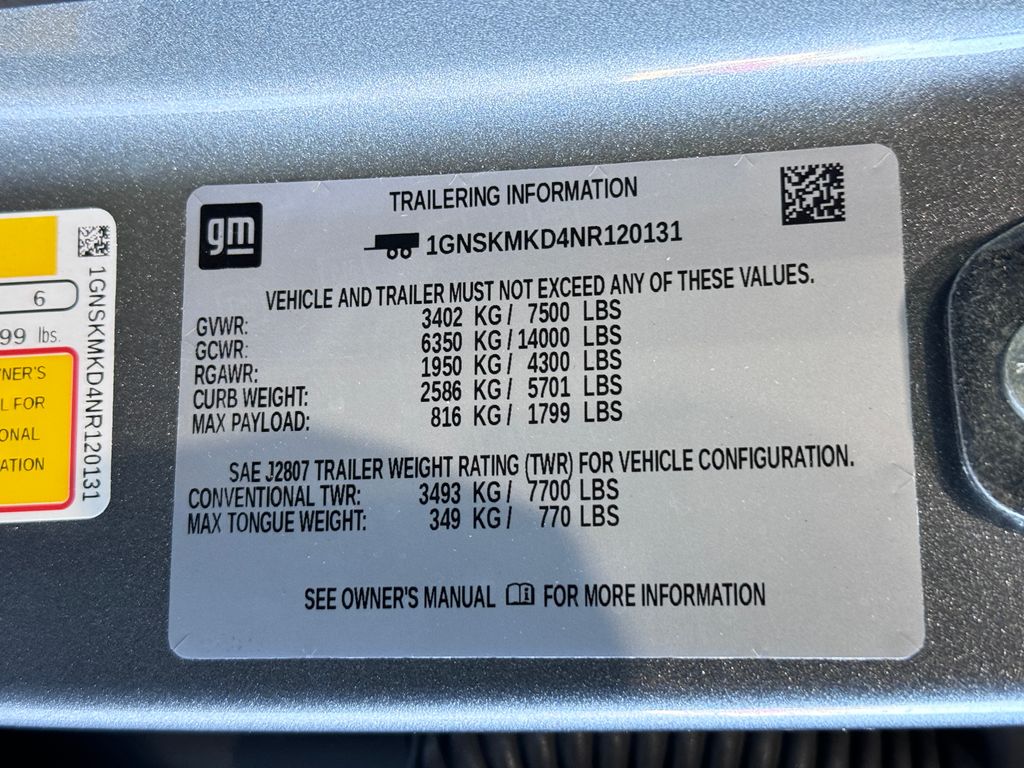 gm
TRAILERING INFORMATION
1GNSKMKD4NR120131
VEHICLE AND TRAILER MUST NOT EXCEED ANY OF THESE VALUES.
GVWR: 3402 KG/ 7500 LBS
GCWR: 6350 KG/14000 LBS
RGAWR: 1950 KG/ 4300 LBS
CURB WEIGHT: 2586 KG/ 5701 LBS
MAX PAYLOAD: 816 KG/ 1799 LBS
SAE J2807 TRAILER WEIGHT RATING (TWR) FOR VEHICLE CONFIGURATION.
CONVENTIONAL TWR: 3493 KG/ 7700 LBS
MAX TONGUE WEIGHT: 349 KG/ 770 LBS
SEE OWNER'S MANUAL FOR MORE INFORMATION
6
99 lbs.
NER'S
L FOR
ONAL
ATION
1GNSKMKD4NR120131